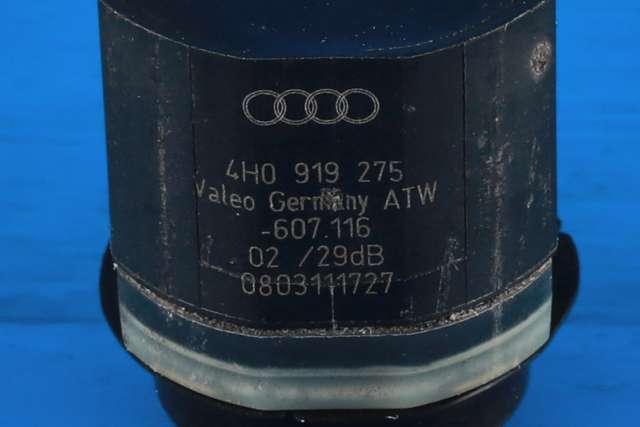 4H0 919 275
Valeo Germany ATW
-607.116
02 /29dB
0803111727